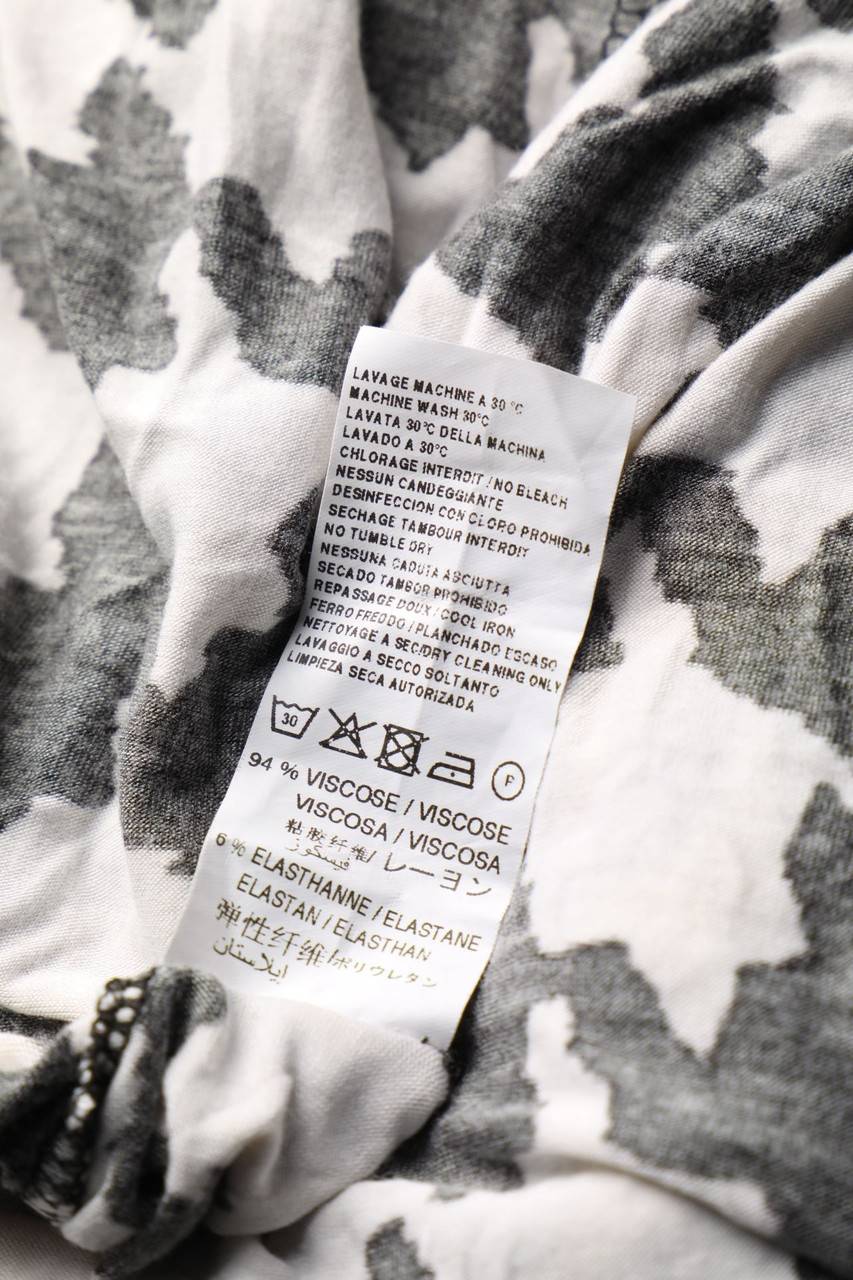 LAVAGE MACHINE A 30 °C
MACHINE WASH 30°C
LAVATA 30°C DELLA MACHINA
LAVADO A 30°C
CHLORAGE INTERDIT / NO BLEACH
NESSUN CANDEGGIANTE
DESINFECCION CON CLORO PROHIBIDA
SECHAGE TAMBOUR INTERDIT
NO TUMBLE DRY
NESSUNA CADUTA ASCIUTTA
SECADO TAMBOR PROHIBIDO
REPASSAGE DOUX / COOL IRON
FERRO FREDDO / PLANCHADO ESCASO
NETTOYAGE A SEC/DRY CLEANING ONLY
LAVAGGIO A SECCO SOLTANTO
LIMPIEZA SECA AUTORIZADA
30 F
94 % VISCOSE / VISCOSE
VISCOSA / VISCOSA
粘胶纤维 / レーヨン
فيسكوز
6 % ELASTHANNE / ELASTANE
ELASTAN / ELASTHAN
弹性纤维/ポリウレタン
إيلاستان